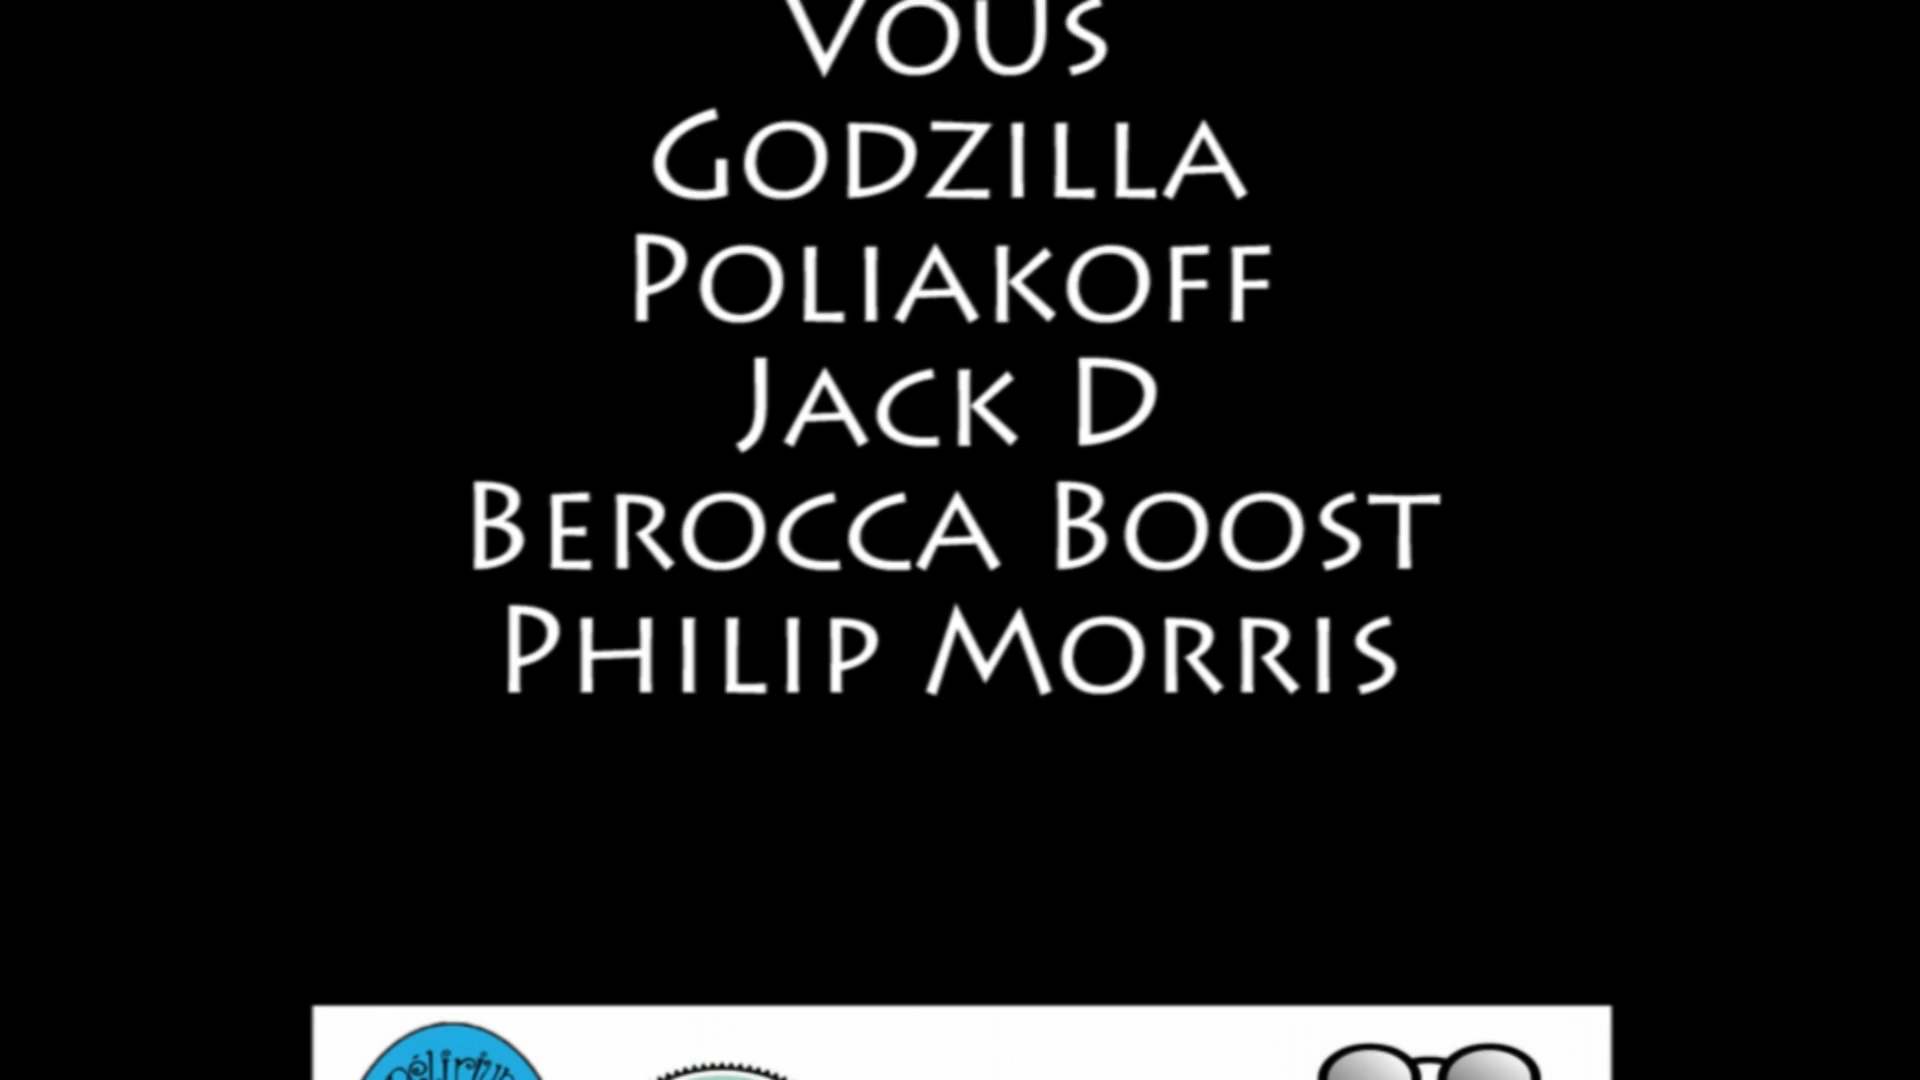 Vous
Godzilla
Poliakoff
Jack D
Berocca Boost
Philip Morris